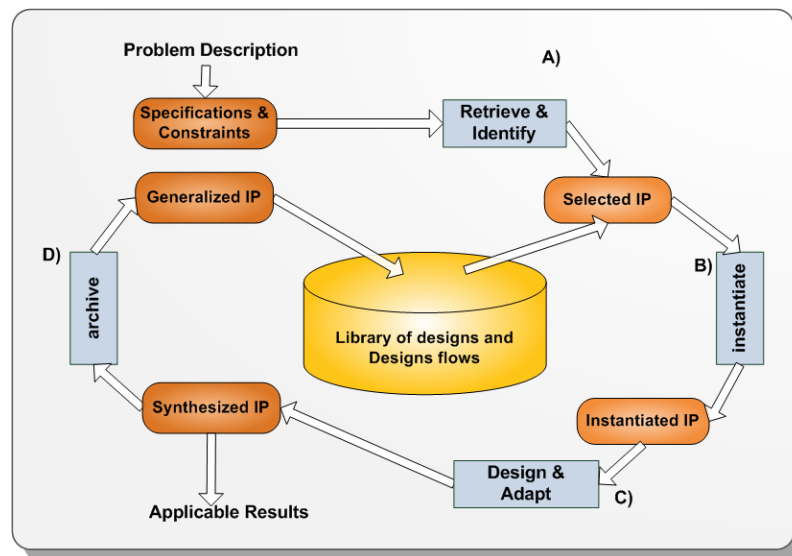 Problem Description
A)
Specifications &
Constraints
Retrieve &
Identify
Generalized IP
Selected IP
D)
B)
archive
instantiate
Library of designs and
Designs flows
Synthesized IP
Instantiated IP
Design &
Adapt
C)
Applicable Results